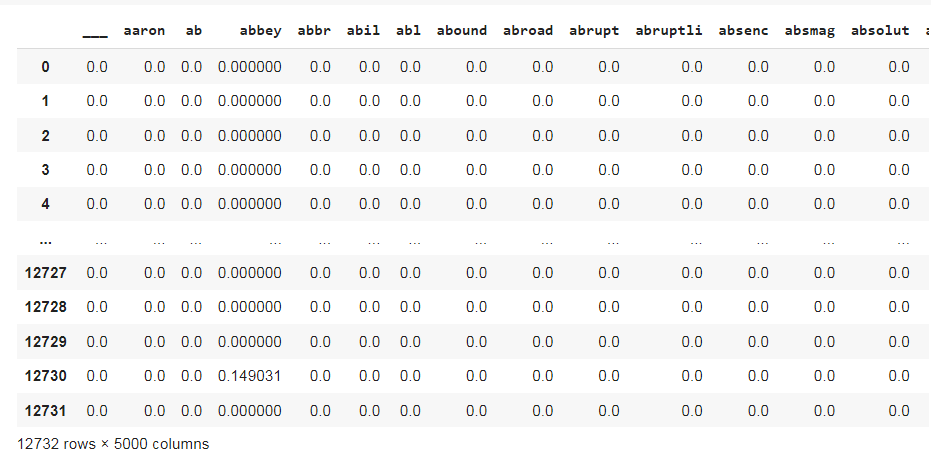 ___ aaron ab abbey abbr abil abl abound abroad abrupt abruptli absenc absmag absolut
0 0.0 0.0 0.0 0.000000 0.0 0.0 0.0 0.0 0.0 0.0 0.0 0.0 0.0 0.0
1 0.0 0.0 0.0 0.000000 0.0 0.0 0.0 0.0 0.0 0.0 0.0 0.0 0.0 0.0
2 0.0 0.0 0.0 0.000000 0.0 0.0 0.0 0.0 0.0 0.0 0.0 0.0 0.0 0.0
3 0.0 0.0 0.0 0.000000 0.0 0.0 0.0 0.0 0.0 0.0 0.0 0.0 0.0 0.0
4 0.0 0.0 0.0 0.000000 0.0 0.0 0.0 0.0 0.0 0.0 0.0 0.0 0.0 0.0
... ... ... ... ... ... ... ... ... ... ... ... ... ... ...
12727 0.0 0.0 0.0 0.000000 0.0 0.0 0.0 0.0 0.0 0.0 0.0 0.0 0.0 0.0
12728 0.0 0.0 0.0 0.000000 0.0 0.0 0.0 0.0 0.0 0.0 0.0 0.0 0.0 0.0
12729 0.0 0.0 0.0 0.000000 0.0 0.0 0.0 0.0 0.0 0.0 0.0 0.0 0.0 0.0
12730 0.0 0.0 0.0 0.149031 0.0 0.0 0.0 0.0 0.0 0.0 0.0 0.0 0.0 0.0
12731 0.0 0.0 0.0 0.000000 0.0 0.0 0.0 0.0 0.0 0.0 0.0 0.0 0.0 0.0
12732 rows × 5000 columns